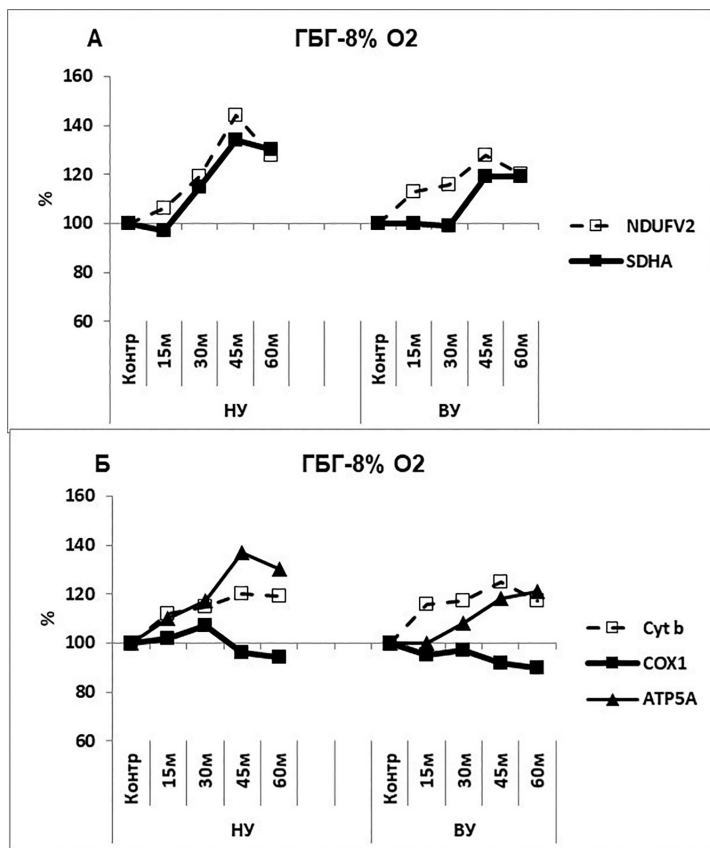 А
ГБГ-8% О2
160
140
120
100
80
60
%
Контр 15м 30м 45м 60м Контр 15м 30м 45м 60м
НУ ВУ
NDUFV2
SDHA
Б
ГБГ-8% О2
160
140
120
100
80
60
%
Контр 15м 30м 45м 60м Контр 15м 30м 45м 60м
НУ ВУ
Cyt b
COX1
ATP5A